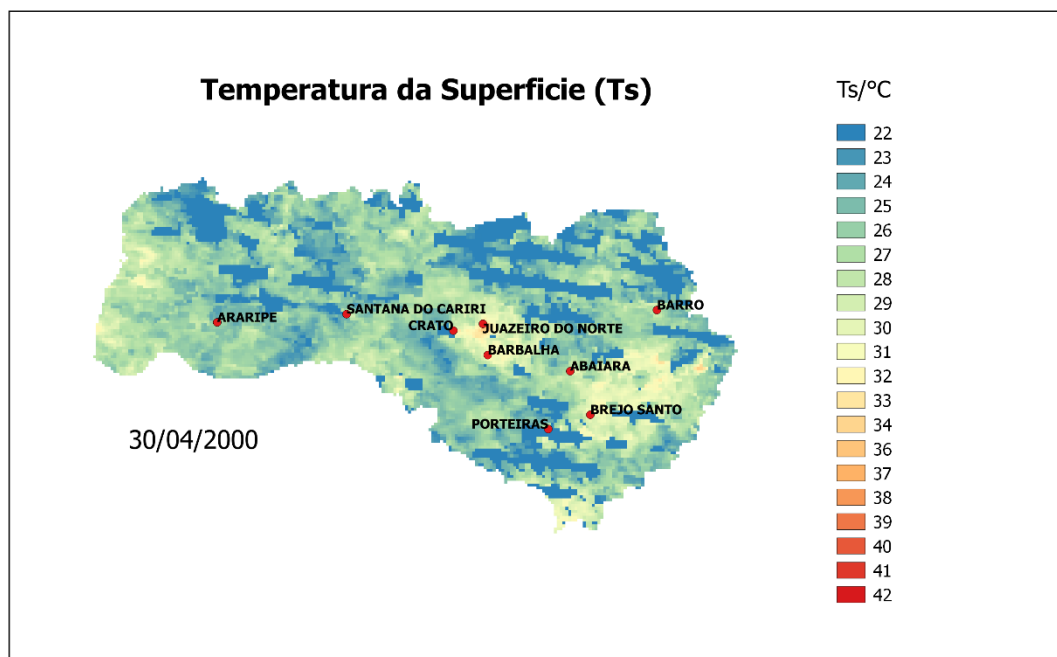 Temperatura da Superficie (Ts)
Ts/°C
22
23
24
25
26
27
28
29
30
31
32
33
34
36
37
38
39
40
41
42
ARARIPE
SANTANA DO CARIRI
CRATO
JUAZEIRO DO NORTE
BARBALHA
BARRO
ABAIARA
BREJO SANTO
PORTEIRAS
30/04/2000